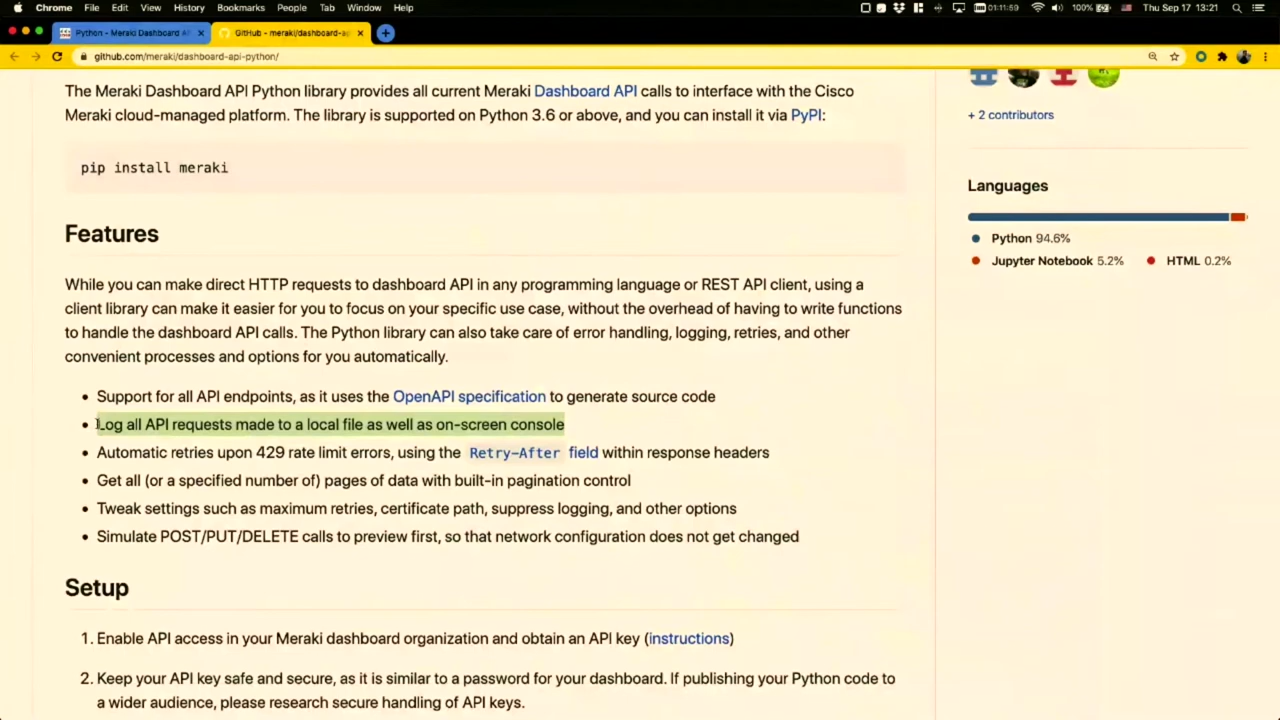 Chrome File Edit View History Bookmarks People Tab Window Help 01:11:59 100% Thu Sep 17 13:21
Python - Meraki Dashboard A
GitHub - meraki/dashboard-ap
github.com/meraki/dashboard-api-python/
The Meraki Dashboard API Python library provides all current Meraki Dashboard API calls to interface with the Cisco
Meraki cloud-managed platform. The library is supported on Python 3.6 or above, and you can install it via PyPI:
pip install meraki
Features
While you can make direct HTTP requests to dashboard API in any programming language or REST API client, using a
client library can make it easier for you to focus on your specific use case, without the overhead of having to write functions
to handle the dashboard API calls. The Python library can also take care of error handling, logging, retries, and other
convenient processes and options for you automatically.
• Support for all API endpoints, as it uses the OpenAPI specification to generate source code
• Log all API requests made to a local file as well as on-screen console
• Automatic retries upon 429 rate limit errors, using the Retry-After field within response headers
• Get all (or a specified number of) pages of data with built-in pagination control
• Tweak settings such as maximum retries, certificate path, suppress logging, and other options
• Simulate POST/PUT/DELETE calls to preview first, so that network configuration does not get changed
Setup
1. Enable API access in your Meraki dashboard organization and obtain an API key (instructions)
2. Keep your API key safe and secure, as it is similar to a password for your dashboard. If publishing your Python code to
a wider audience, please research secure handling of API keys.
+ 2 contributors
Languages
Python 94.6%
Jupyter Notebook 5.2% HTML 0.2%